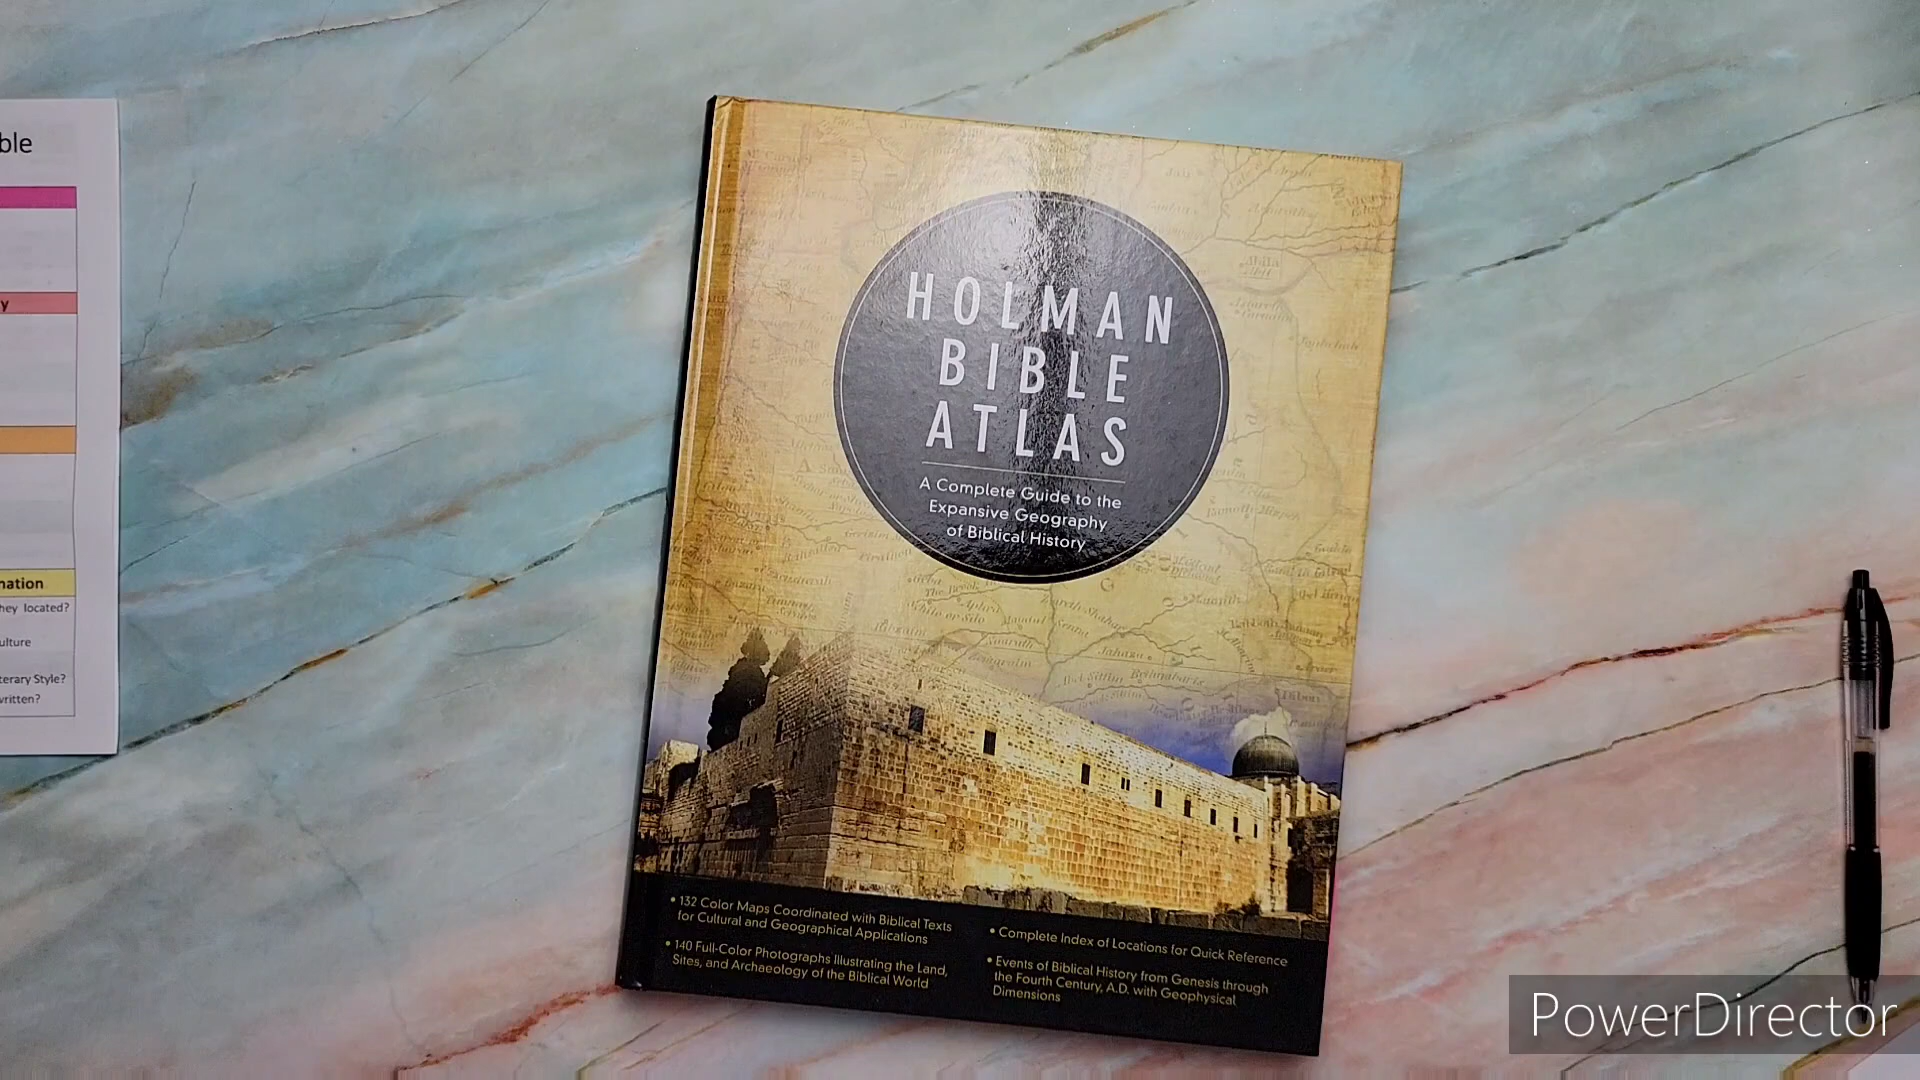 ble
y
nation
hey located?
ulture
terary Style?
written?
HOLMAN
BIBLE
ATLAS
A Complete Guide to the
Expansive Geography
of Biblical History
• 132 Color Maps Coordinated with Biblical Texts
for Cultural and Geographical Applications
• 140 Full-Color Photographs Illustrating the Land,
Sites, and Archaeology of the Biblical World
• Complete Index of Locations for Quick Reference
• Events of Biblical History from Genesis through
the Fourth Century, A.D. with Geophysical
Dimensions
PowerDirector